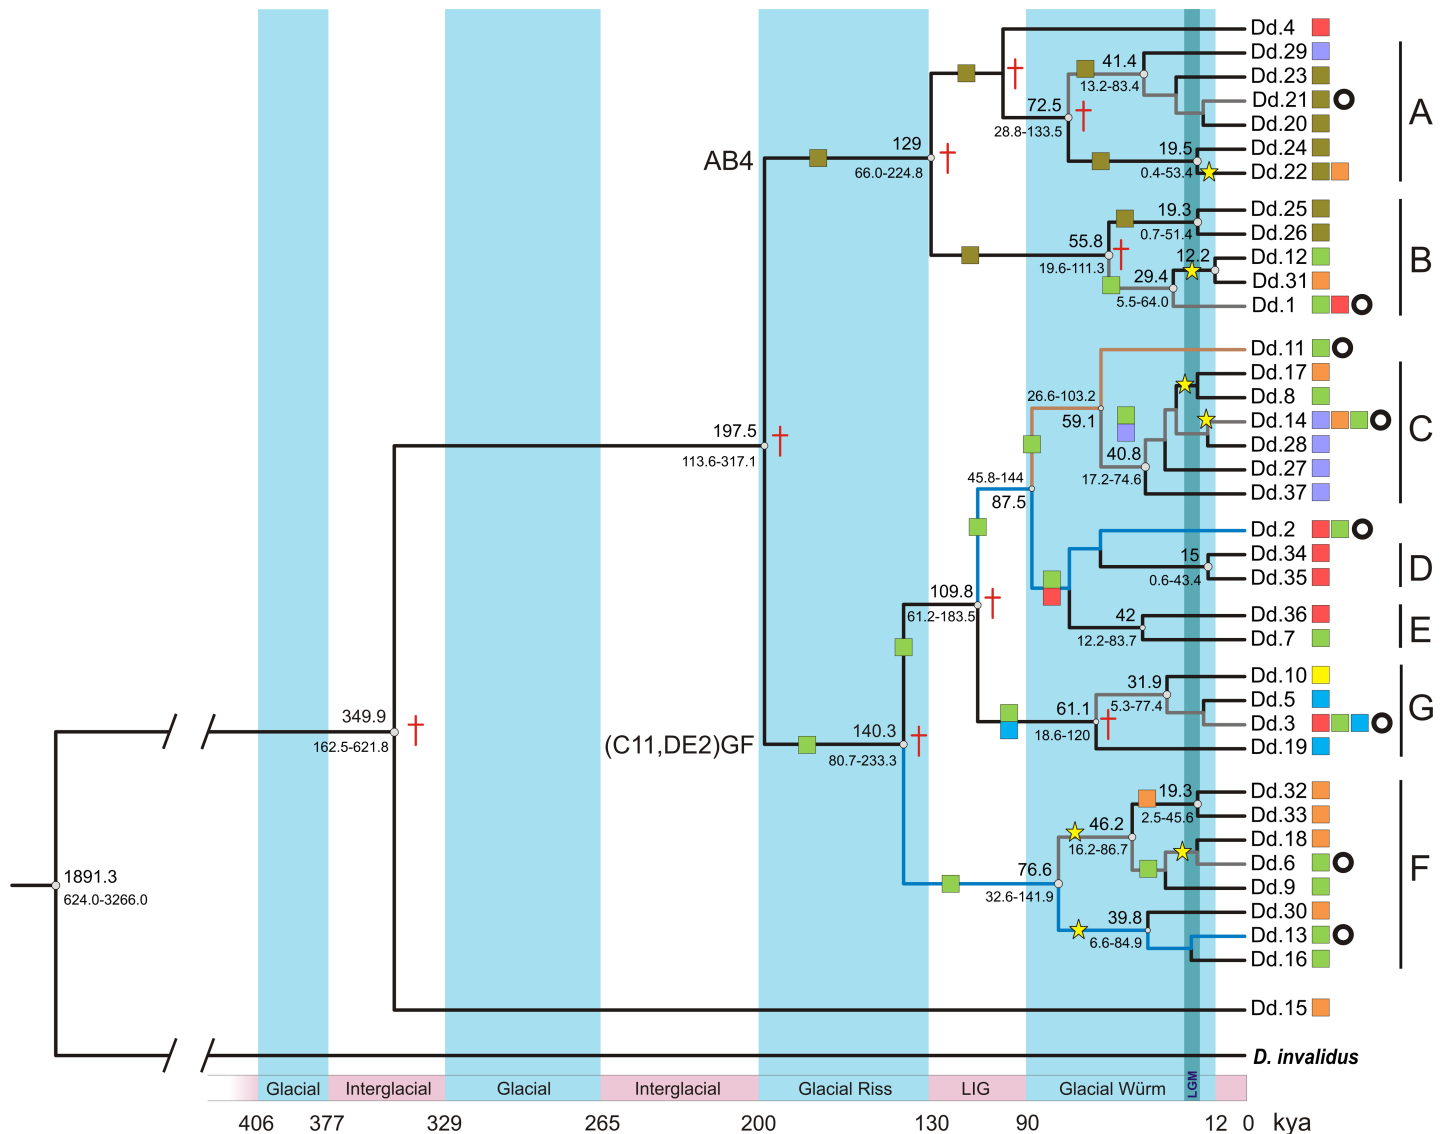 Dd.4
Dd.29
41.4
Dd.23
13.2-83.4
Dd.21
A
72.5
28.8-133.5
Dd.20
129
19.5
Dd.24
AB4
66.0-224.8
0.4-53.4
Dd.22
19.3
Dd.25
0.7-51.4
Dd.26
55.8
12.2
Dd.12
B
19.6-111.3
29.4
Dd.31
5.5-64.0
Dd.1
Dd.11
Dd.17
26.6-103.2
Dd.8
59.1
Dd.14
C
197.5
Dd.28
113.6-317.1
40.8
Dd.27
45.8-144
17.2-74.6
87.5
Dd.37
Dd.2
15
Dd.34
D
0.6-43.4
Dd.35
109.8
61.2-183.5
42
Dd.36
E
12.2-83.7
Dd.7
31.9
Dd.10
5.3-77.4
Dd.5
G
349.9
61.1
Dd.3
162.5-621.8
140.3
18.6-120
(C11,DE2)GF
80.7-233.3
Dd.19
19.3
Dd.32
2.5-45.6
Dd.33
46.2
Dd.18
16.2-86.7
Dd.6
F
76.6
Dd.9
1891.3
32.6-141.9
624.0-3266.0
39.8
Dd.30
6.6-84.9
Dd.13
Dd.16
Dd.15
D. invalidus
Glacial Interglacial Glacial Interglacial Glacial Riss LIG Glacial Würm LGM
406 377 329 265 200 130 90 12 0 kya